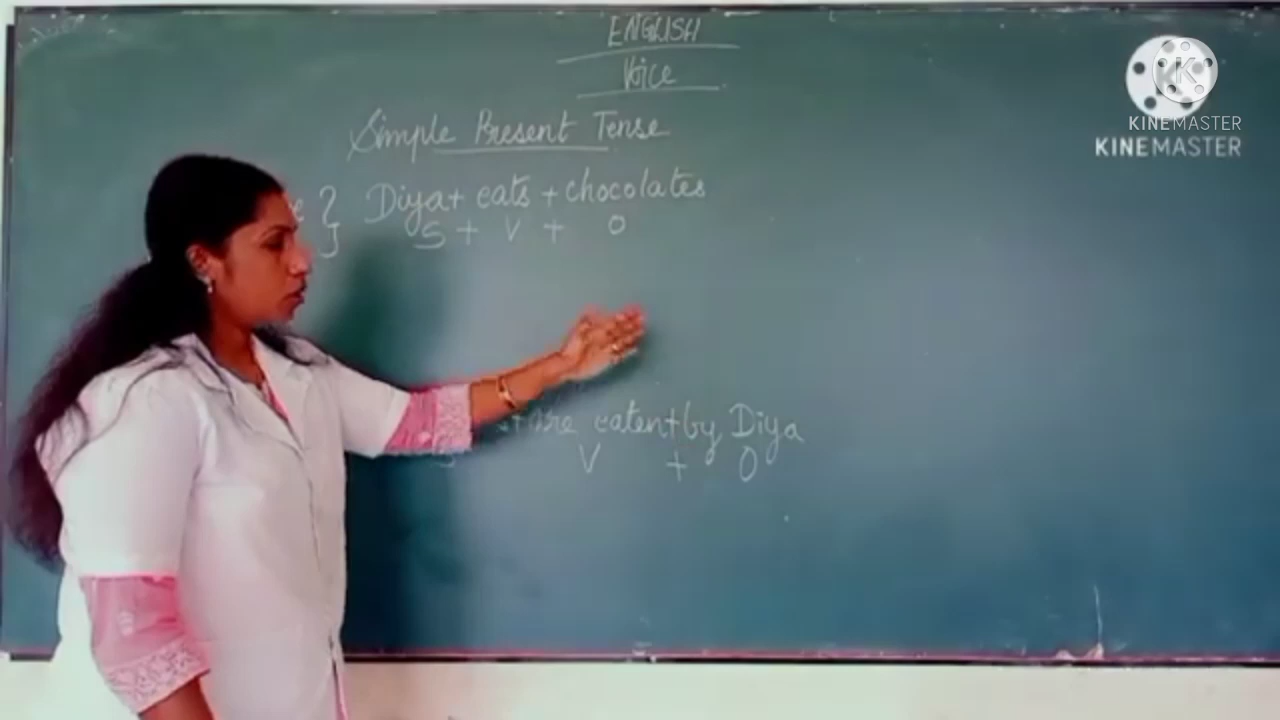 ENGLISH
Voice
Simple Present Tense
Diya + eats + chocolates
S + V + O
+ are eaten + by Diya
S V + O
KINEMASTER
KINEMASTER